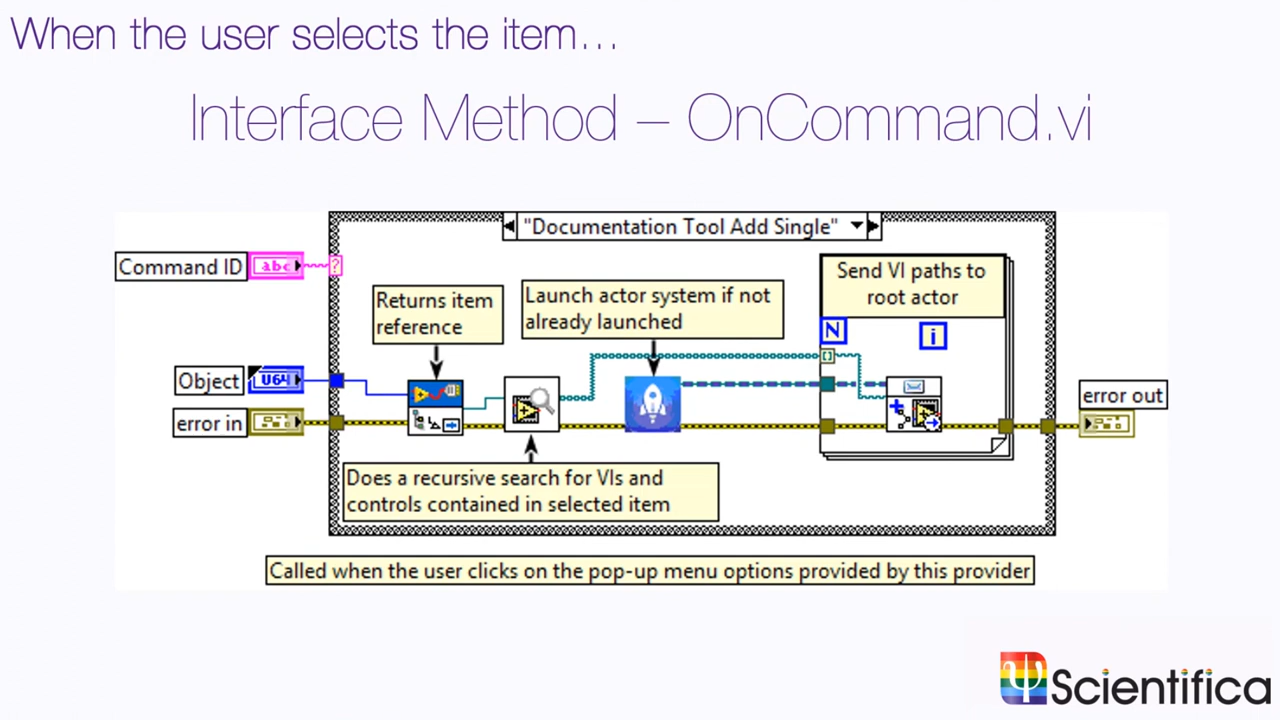 When the user selects the item...
Interface Method – OnCommand.vi
"Documentation Tool Add Single"
Command ID
abc
?
Returns item
reference
Launch actor system if not
already launched
Send VI paths to
root actor
N
i
Object
U64
error in
error out
Does a recursive search for VIs and
controls contained in selected item
Called when the user clicks on the pop-up menu options provided by this provider
Scientifica